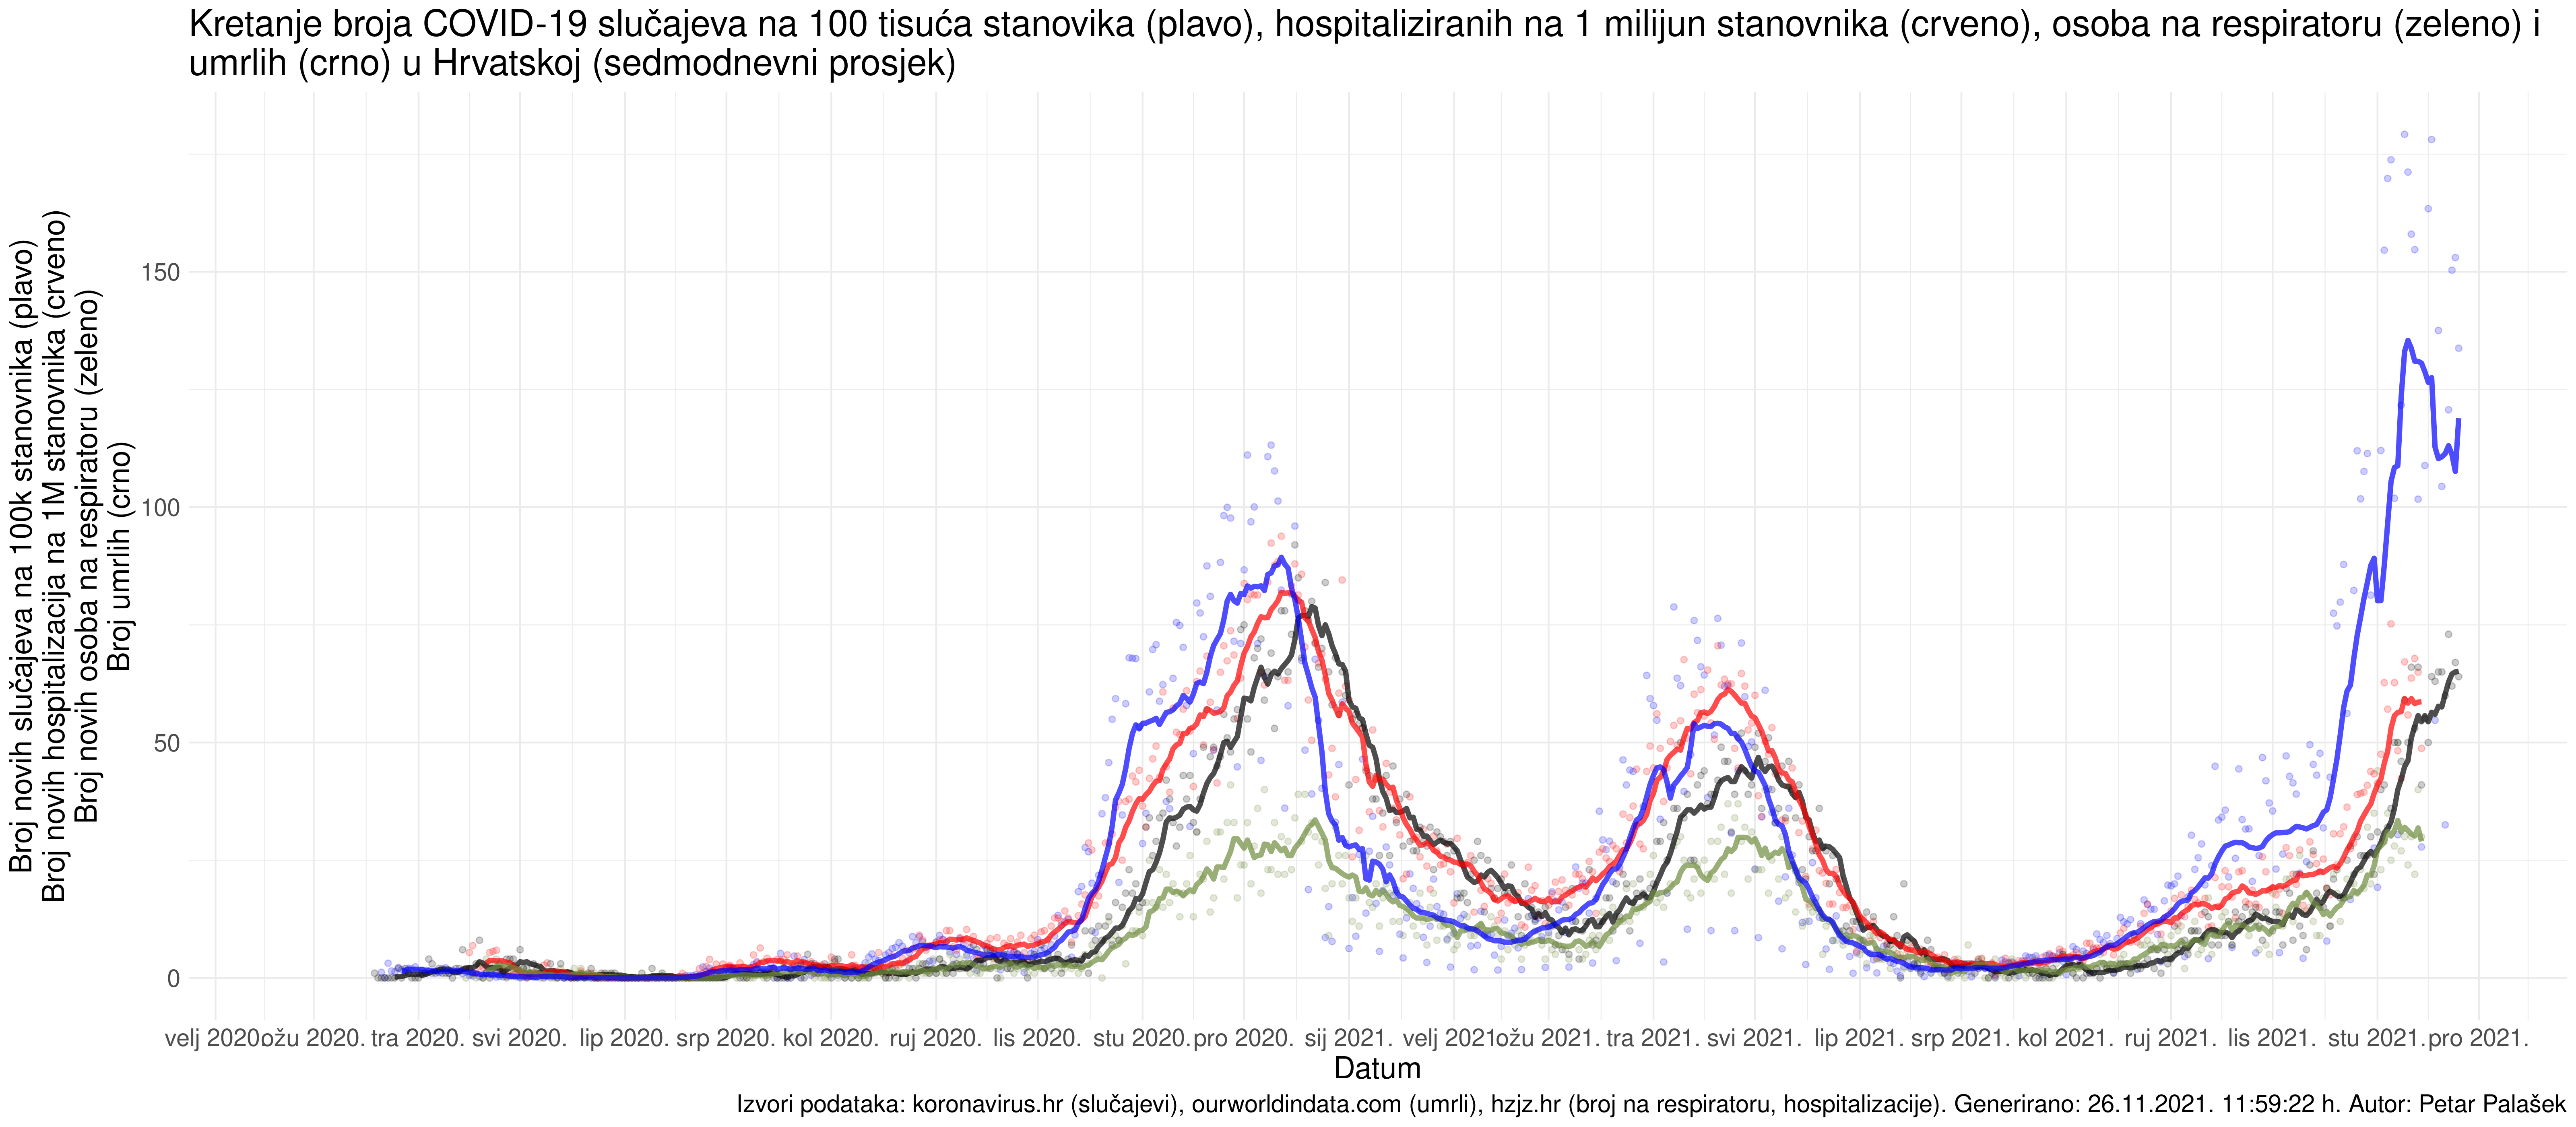 Kretanje broja COVID-19 slučajeva na 100 tisuća stanovika (plavo), hospitaliziranih na 1 milijun stanovnika (crveno), osoba na respiratoru (zeleno) i
umrlih (crno) u Hrvatskoj (sedmodnevni prosjek)
Broj novih slučajeva na 100k stanovnika (plavo)
Broj novih hospitalizacija na 1M stanovnika (crveno)
Broj novih osoba na respiratoru (zeleno)
Broj umrlih (crno)
150
100
50
0
velj 2020. ožu 2020. tra 2020. svi 2020. lip 2020. srp 2020. kol 2020. ruj 2020. lis 2020. stu 2020. pro 2020. sij 2021. velj 2021. ožu 2021. tra 2021. svi 2021. lip 2021. srp 2021. kol 2021. ruj 2021. lis 2021. stu 2021. pro 2021.
Datum
Izvori podataka: koronavirus.hr (slučajevi), ourworldindata.com (umrli), hzjz.hr (broj na respiratoru, hospitalizacije). Generirano: 26.11.2021. 11:59:22 h. Autor: Petar Palašek